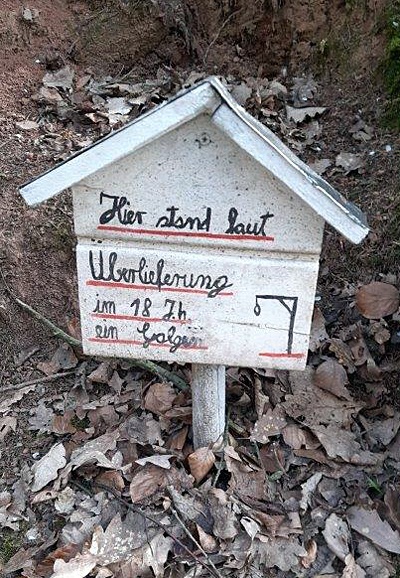 Hier stand laut
Überlieferung
im 18 Jh
ein Galgen